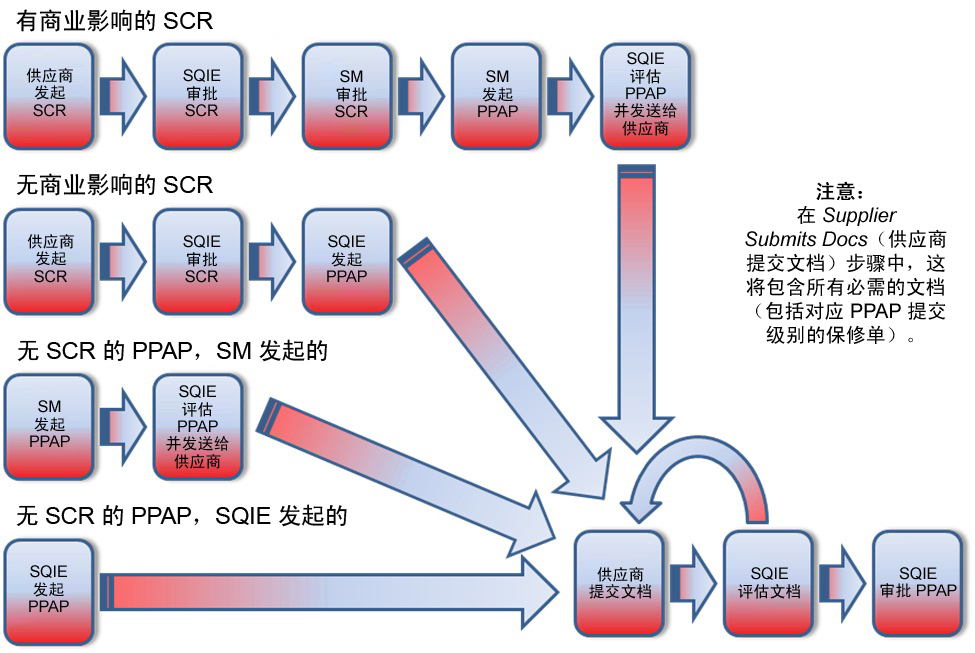 有商业影响的 SCR
供应商
发起
SCR
SQIE
审批
SCR
SM
审批
SCR
SM
发起
PPAP
SQIE
评估
PPAP
并发送给
供应商
无商业影响的 SCR
供应商
发起
SCR
SQIE
审批
SCR
SQIE
发起
PPAP
注意：
在 Supplier
Submits Docs（供应商
提交文档）步骤中，这
将包含所有必需的文档
（包括对应 PPAP 提交
级别的保修单）。
无 SCR 的 PPAP，SM 发起的
SM
发起
PPAP
SQIE
评估
PPAP
并发送给
供应商
无 SCR 的 PPAP，SQIE 发起的
SQIE
发起
PPAP
供应商
提交文档
SQIE
评估文档
SQIE
审批 PPAP